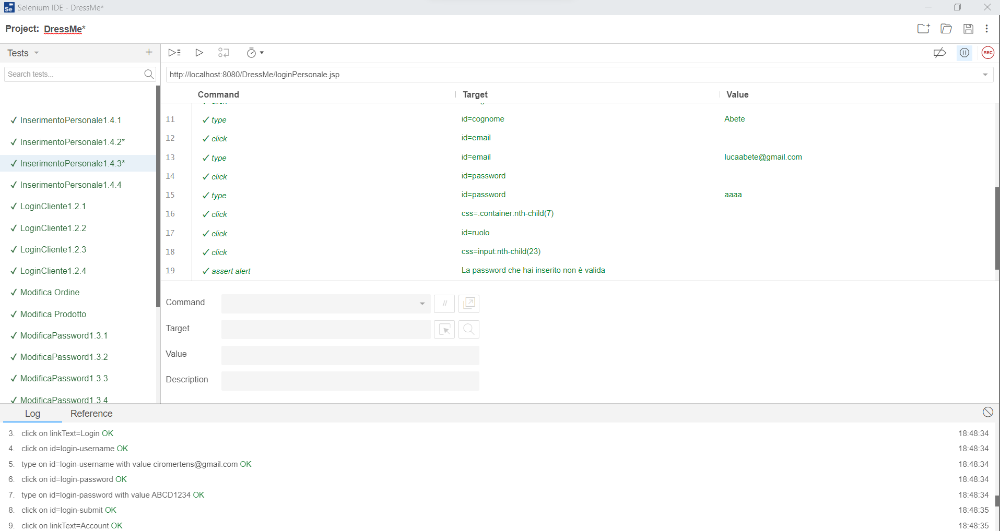 Selenium IDE - DressMe*
Project: DressMe*
Tests
Search tests...
REC
http://localhost:8080/DressMe/loginPersonale.jsp
Command Target Value
InserimentoPersonale1.4.1
InserimentoPersonale1.4.2*
InserimentoPersonale1.4.3*
InserimentoPersonale1.4.4
LoginCliente1.2.1
LoginCliente1.2.2
LoginCliente1.2.3
LoginCliente1.2.4
Modifica Ordine
Modifica Prodotto
ModificaPassword1.3.1
ModificaPassword1.3.2
ModificaPassword1.3.3
ModificaPassword1.3.4
11 type id=cognome Abete
12 click id=email
13 type id=email lucaabete@gmail.com
14 click id=password
15 type id=password aaaa
16 click css=.container:nth-child(7)
17 click id=ruolo
18 click css=input:nth-child(23)
19 assert alert La password che hai inserito non è valida
Command //
Target
Value
Description
Log Reference
3. click on linkText=Login OK 18:48:34
4. click on id=login-username OK 18:48:34
5. type on id=login-username with value ciromertens@gmail.com OK 18:48:34
6. click on id=login-password OK 18:48:34
7. type on id=login-password with value ABCD1234 OK 18:48:34
8. click on id=login-submit OK 18:48:35
9. click on linkText=Account OK 18:48:35